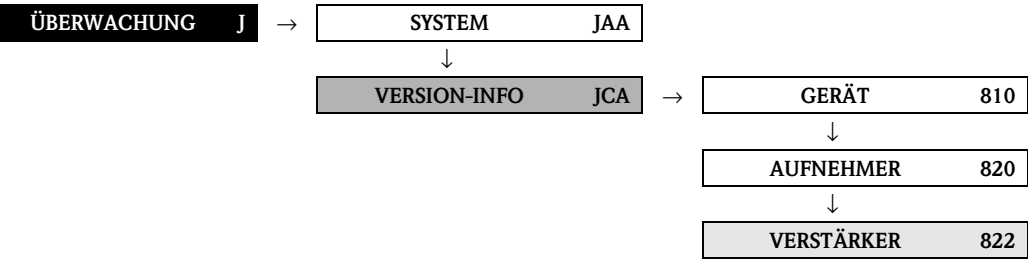 ÜBERWACHUNG J → SYSTEM JAA
↓
VERSION-INFO JCA → GERÄT 810
↓
AUFNEHMER 820
↓
VERSTÄRKER 822